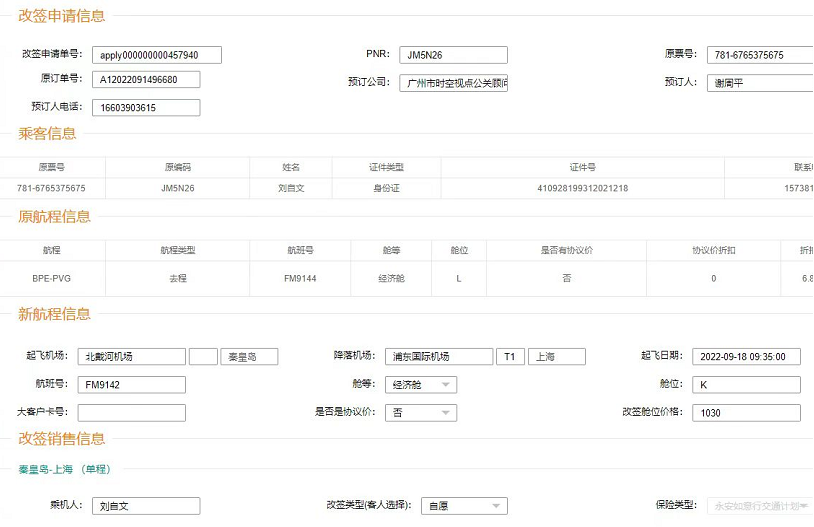 改签申请信息
改签申请单号: apply000000000457940 PNR: JM5N26 原票号: 781-6765375675
原订单号: A12022091496680 预订公司: 广州市时空视点公关顾问 预订人: 谢周平
预订人电话: 16603903615
乘客信息
原票号 原编码 姓名 证件类型 证件号 联系
781-6765375675 JM5N26 刘自文 身份证 410928199312021218 157381
原航程信息
航程 航程类型 航班号 舱等 舱位 是否有协议价 协议价折扣 折扣
BPE-PVG 去程 FM9144 经济舱 L 否 0 6.8
新航程信息
起飞机场: 北戴河机场 秦皇岛 降落机场: 浦东国际机场 T1 上海 起飞日期: 2022-09-18 09:35:00
航班号: FM9142 舱等: 经济舱 舱位: K
大客户卡号: 是否是协议价: 否 改签舱位价格: 1030
改签销售信息
秦皇岛-上海 (单程)
乘机人: 刘自文 改签类型(客人选择): 自愿 保险类型: 永安如意行交通计划